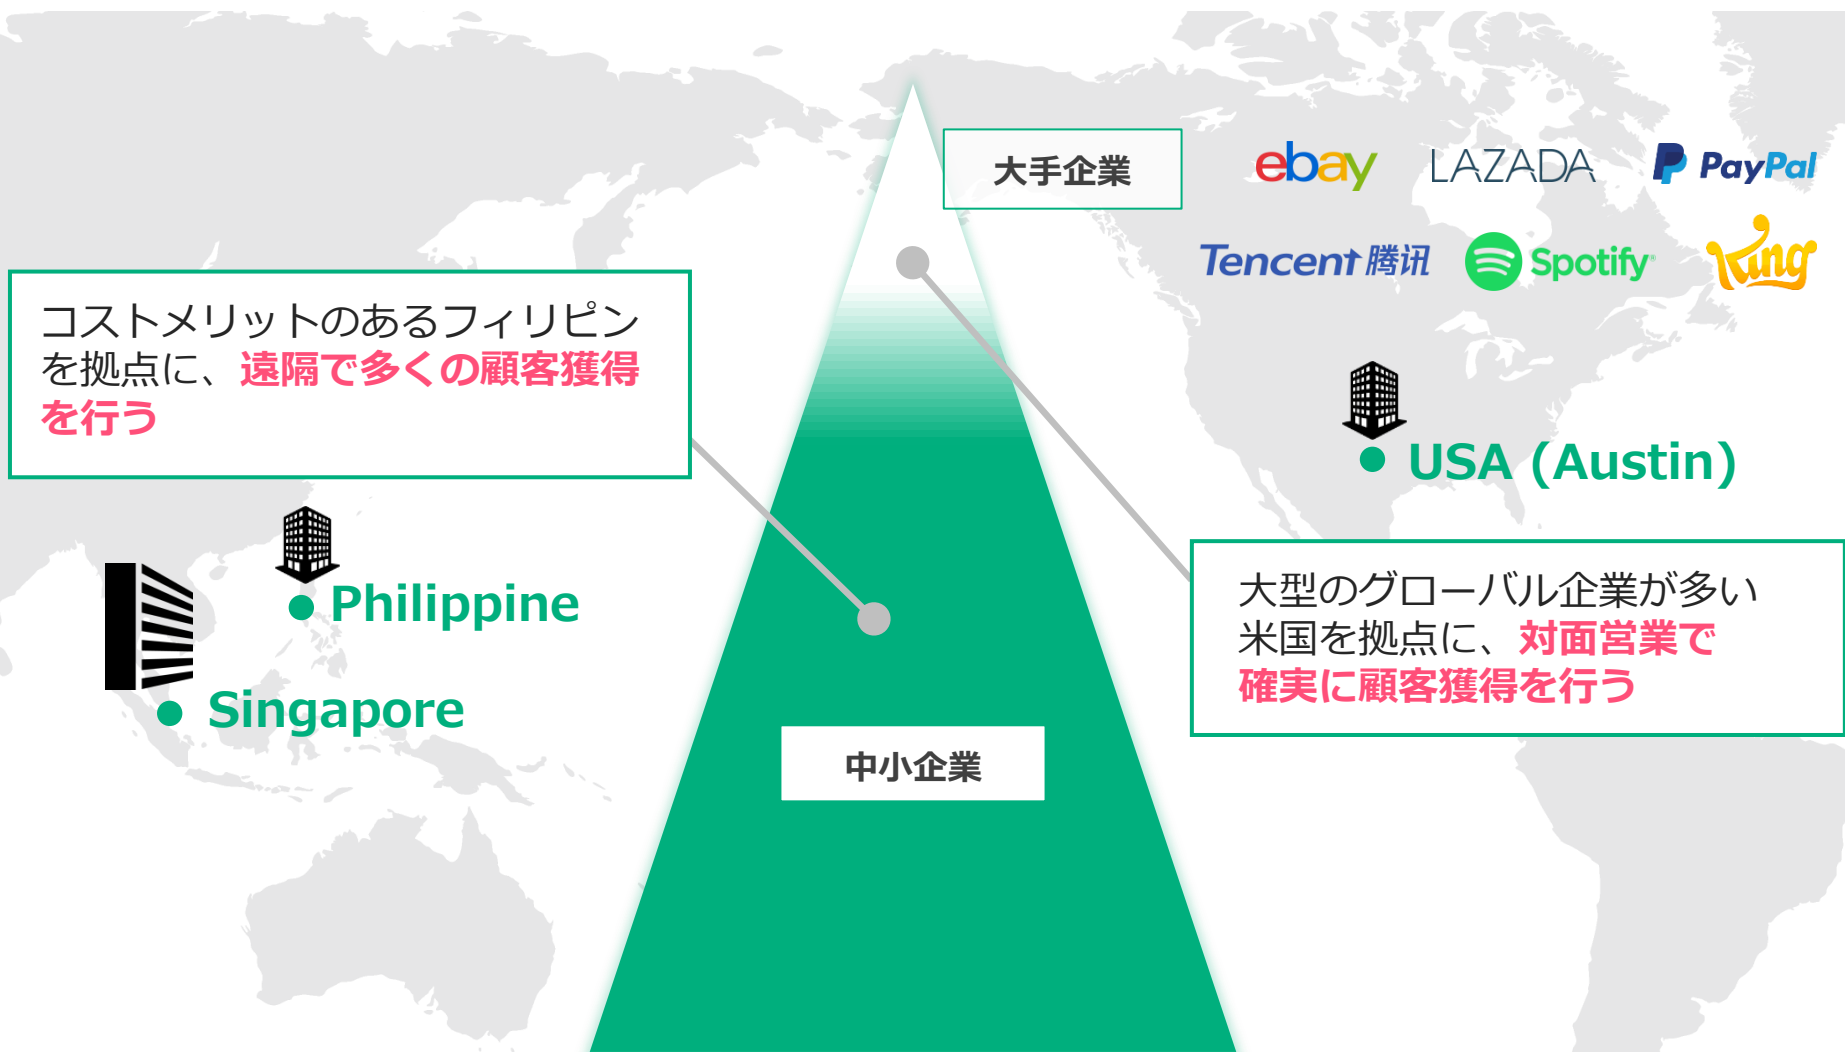 大手企業
ebay
LAZADA
PayPal
Tencent 腾讯
Spotify
King
コストメリットのあるフィリピン
を拠点に、遠隔で多くの顧客獲得
を行う
USA (Austin)
Philippine
Singapore
大型のグローバル企業が多い
米国を拠点に、対面営業で
確実に顧客獲得を行う
中小企業